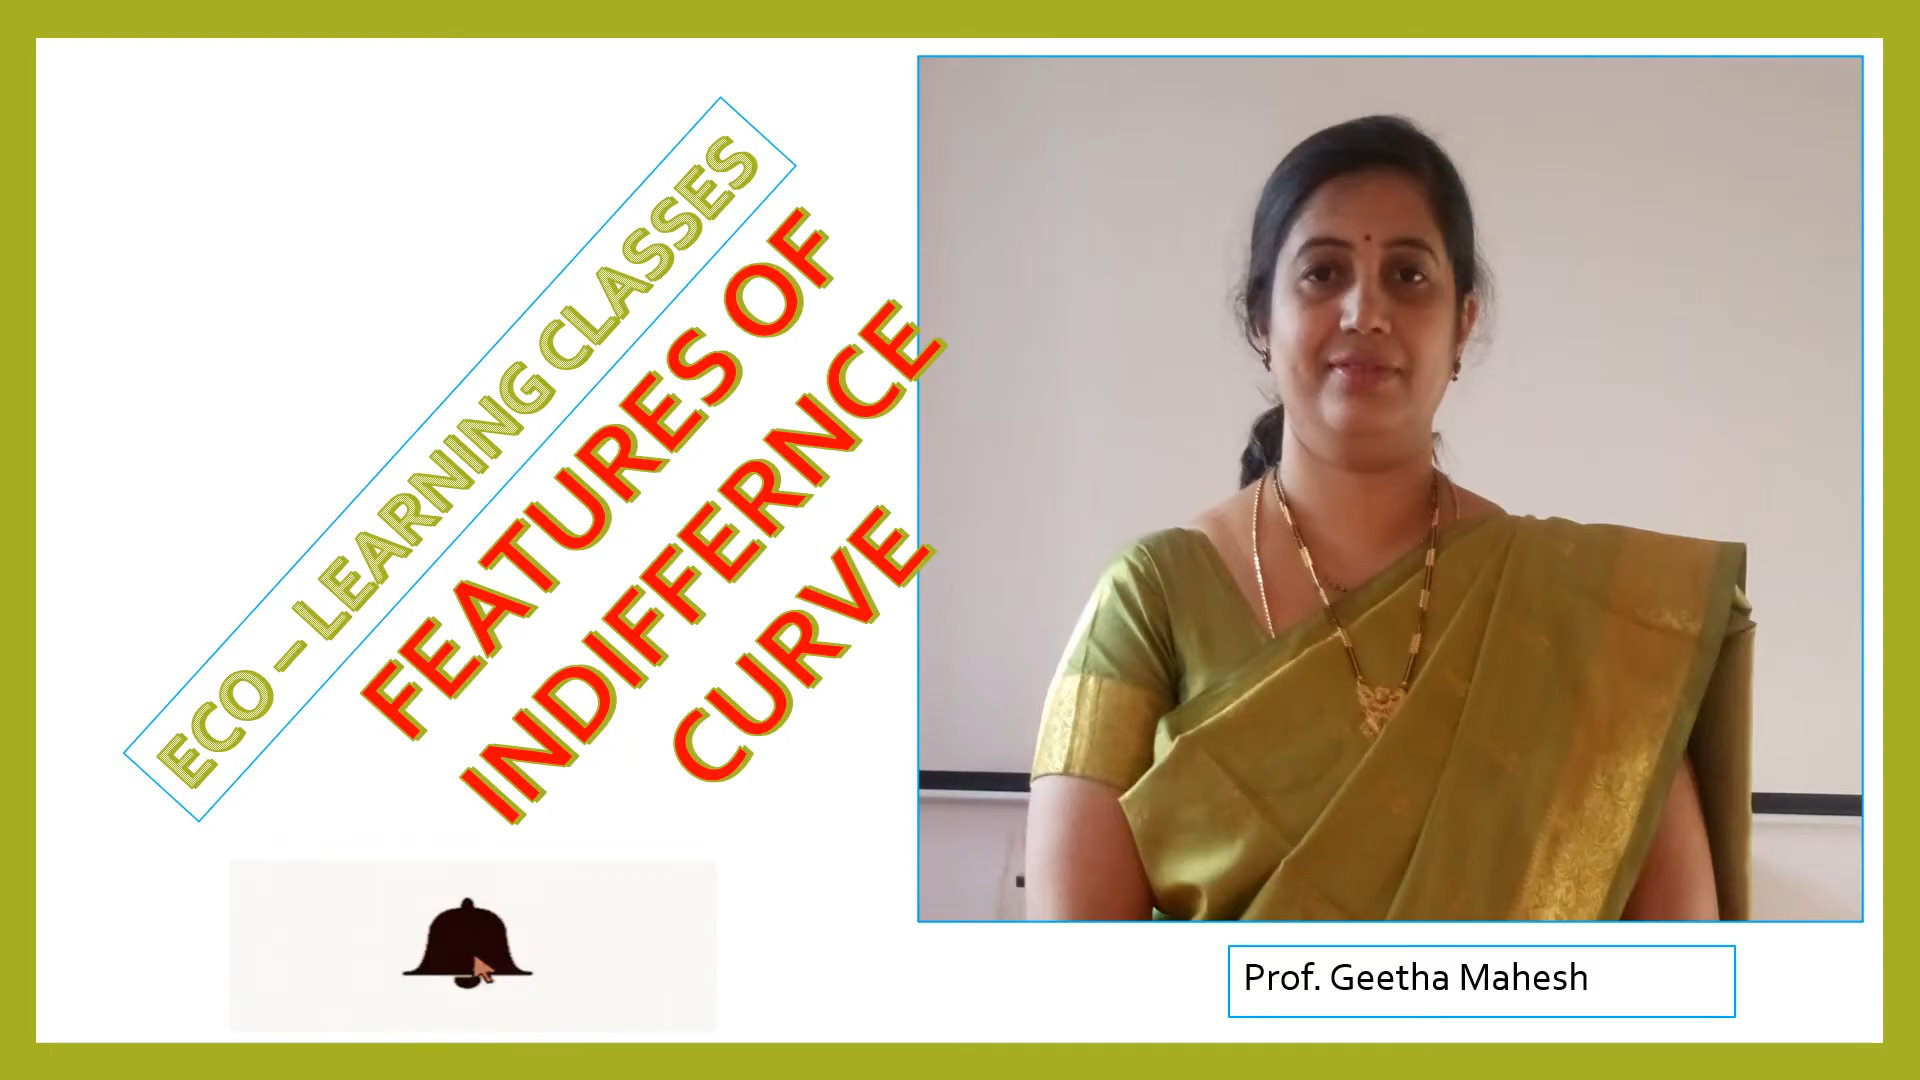 ECO – LEARNING CLASSES
FEATURES OF
INDIFFERNCE
CURVE
Prof. Geetha Mahesh